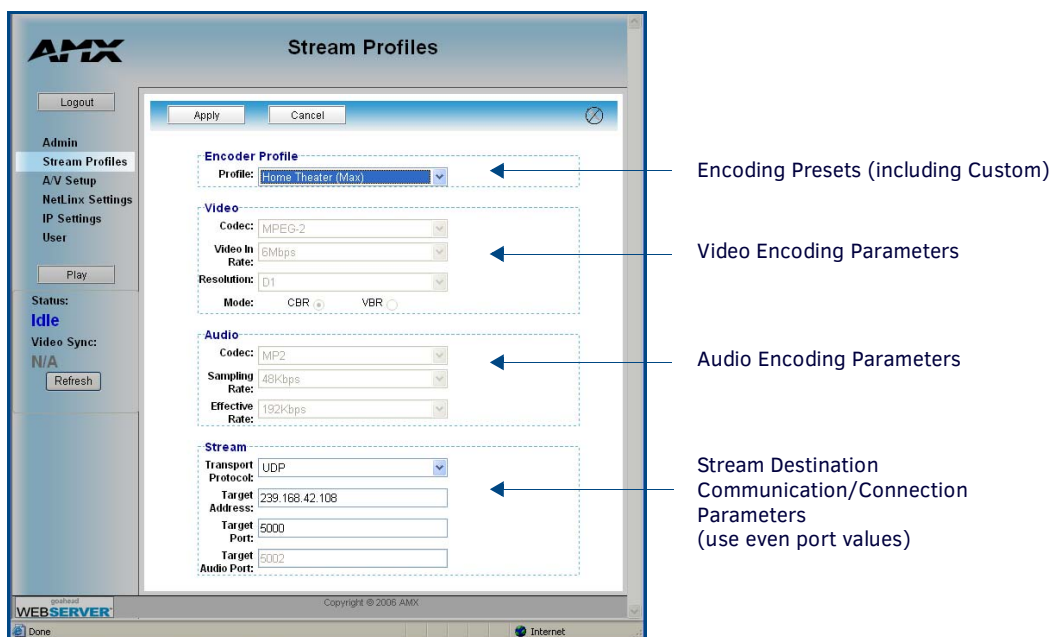 AMX
Stream Profiles
Logout
Admin
Stream Profiles
A/V Setup
NetLinx Settings
IP Settings
User
Play
Status:
Idle
Video Sync:
N/A
Refresh
Apply
Cancel
Encoder Profile
Profile: Home Theater (Max)
Video
Codec: MPEG-2
Video In Rate: 6Mbps
Resolution: D1
Mode: CBR VBR
Audio
Codec: MP2
Sampling Rate: 48Kbps
Effective Rate: 192Kbps
Stream
Transport Protocol: UDP
Target Address: 239.168.42.108
Target Port: 5000
Target Audio Port: 5002
Encoding Presets (including Custom)
Video Encoding Parameters
Audio Encoding Parameters
Stream Destination
Communication/Connection
Parameters
(use even port values)
goahead
WEBSERVER
Copyright © 2006 AMX
Done
Internet